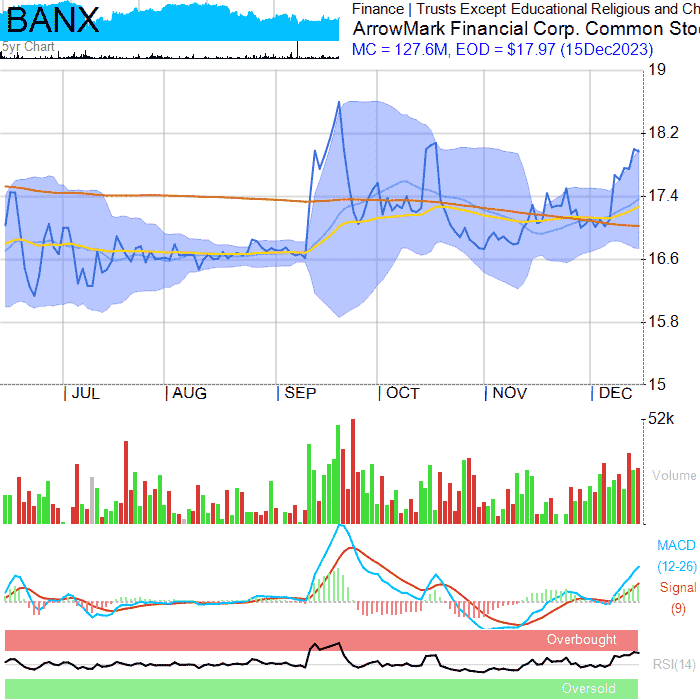 BANX
5yr Chart
Finance | Trusts Except Educational Religious and Ch
ArrowMark Financial Corp. Common Sto
MC = 127.6M, EOD = $17.97 (15Dec2023)
19
18.2
17.4
16.6
15.8
15
| JUL | AUG | SEP | OCT | NOV | DEC
52k
Volume
MACD
(12-26)
Signal
(9)
Overbought
RSI(14)
Oversold